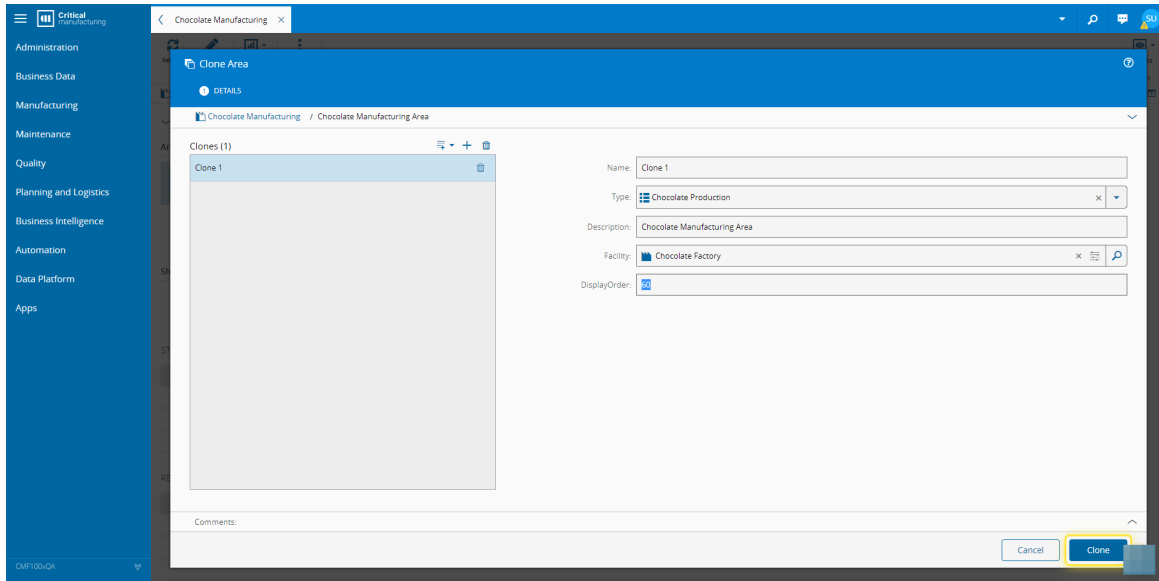 Critical
manufacturing
Chocolate Manufacturing
SU
Administration
Business Data
Manufacturing
Maintenance
Quality
Planning and Logistics
Business Intelligence
Automation
Data Platform
Apps
CMF100xQA
Clone Area
1 DETAILS
Chocolate Manufacturing / Chocolate Manufacturing Area
Clones (1)
Clone 1
Name: Clone 1
Type: Chocolate Production
Description: Chocolate Manufacturing Area
Facility: Chocolate Factory
DisplayOrder: 60
Comments:
Cancel
Clone